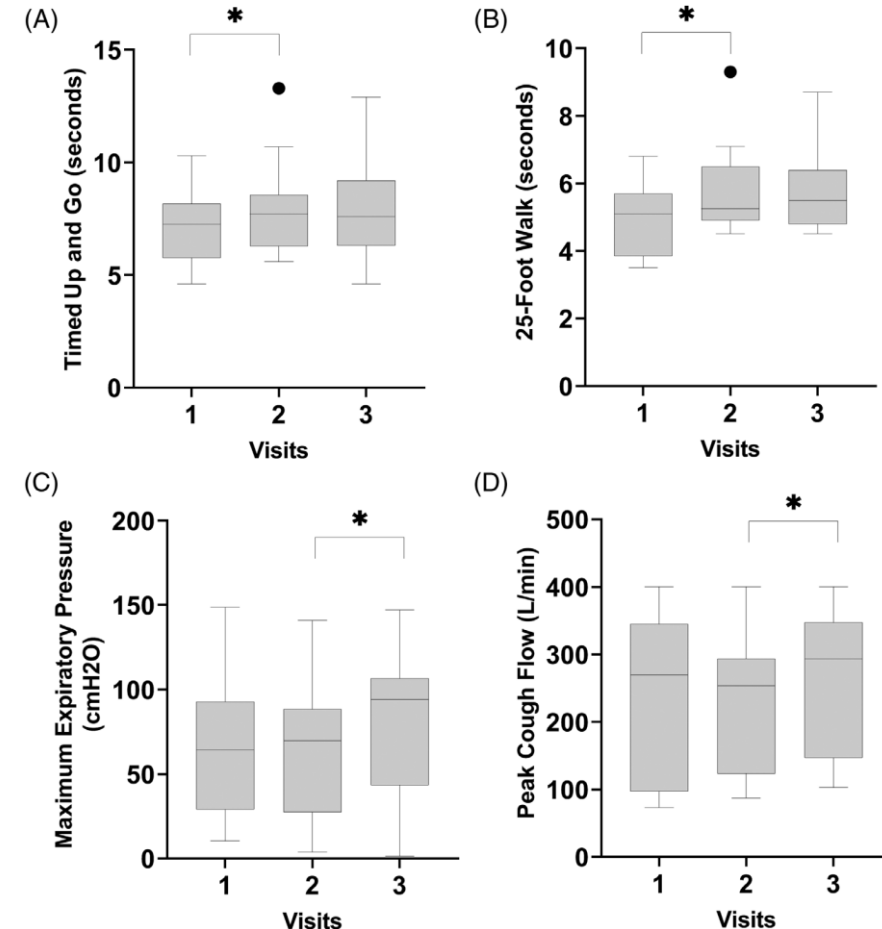 (A)
*
Timed Up and Go (seconds)
15
10
5
0
1 2 3
Visits
(B)
*
25-Foot Walk (seconds)
10
8
6
4
2
0
1 2 3
Visits
(C)
*
Maximum Expiratory Pressure
(cmH2O)
200
150
100
50
0
1 2 3
Visits
(D)
*
Peak Cough Flow (L/min)
500
400
300
200
100
0
1 2 3
Visits